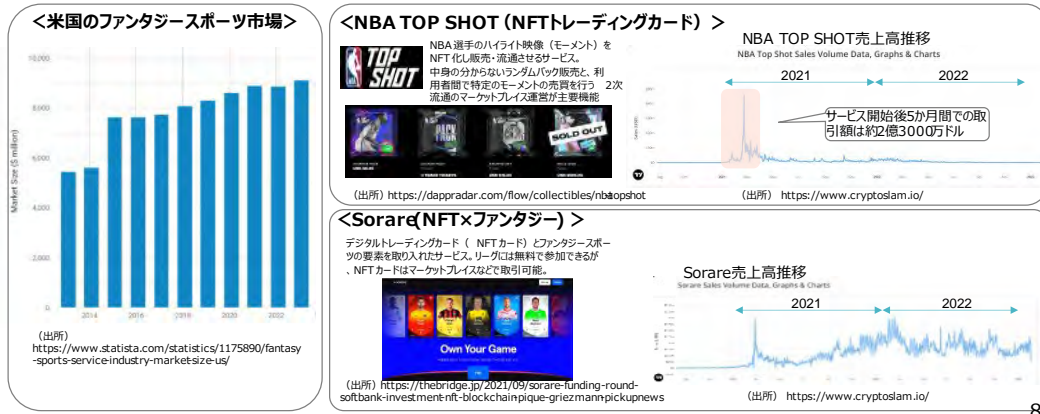 ＜米国のファンタジースポーツ市場＞
10,000
8,000
6,000
4,000
2,000
0
Market Size ($ million)
2014
2016
2018
2020
2022
（出所）
https://www.statista.com/statistics/1175890/fantasy
-sports-service-industry-market-size-us/
＜NBA TOP SHOT（NFTトレーディングカード）＞
TOP
SHOT
NBA選手のハイライト映像（モーメント）を
NFT化し販売・流通させるサービス。
中身の分からないランダムパック販売と、利
用者間で特定のモーメントの売買を行う 2次
流通のマーケットプレイス運営が主要機能
SOLD OUT
（出所）https://dappradar.com/flow/collectibles/nba-topshot
NBA TOP SHOT売上高推移
NBA Top Shot Sales Volume Data, Graphs & Charts
2021
2022
サービス開始後5か月間での取
引額は約2億3000万ドル
（出所） https://www.cryptoslam.io/
＜Sorare(NFT×ファンタジー)＞
デジタルトレーディングカード（ NFTカード）とファンタジースポー
ツの要素を取り入れたサービス。リーグには無料で参加できるが
、NFTカードはマーケットプレイスなどで取引可能。
Own Your Game
（出所）https://thebridge.jp/2021/09/sorare-funding-round-
softbank-investment-nft-blockchain-pique-griezmann-pickupnews
Sorare売上高推移
Sorare Sales Volume Data, Graphs & Charts
2021
2022
（出所） https://www.cryptoslam.io/
8